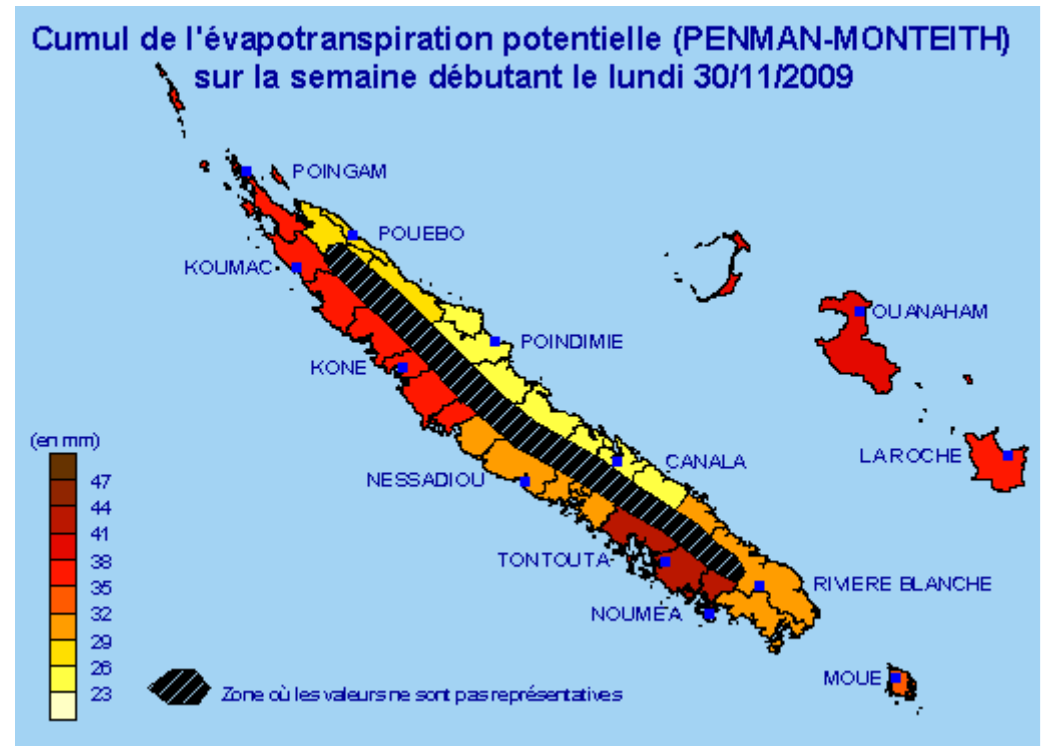 Cumul de l'évapotranspiration potentielle (PENMAN-MONTEITH)
sur la semaine débutant le lundi 30/11/2009
POINGAM
POUEBO
KOUMAC
OUANAHAM
POINDIMIE
KONE
(en mm)
LAROCHE
CANALA
NESSADIOU
47
44
41
38
35
32
29
26
23
TONTOUTA
RIVIERE BLANCHE
NOUMEA
MOUE
Zone où les valeurs ne sont pas représentatives